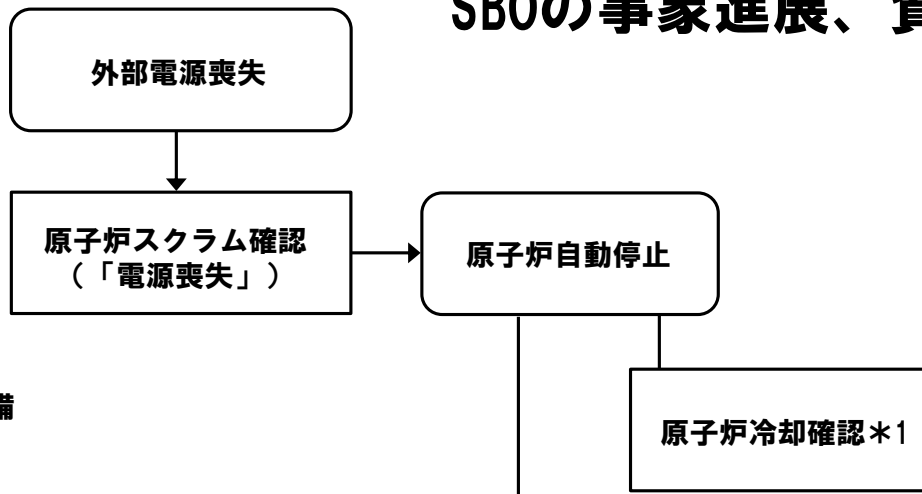 SBOの事象進展、資
外部電源喪失
原子炉スクラム確認
(「電源喪失」)
原子炉自動停止
備
原子炉冷却確認＊1